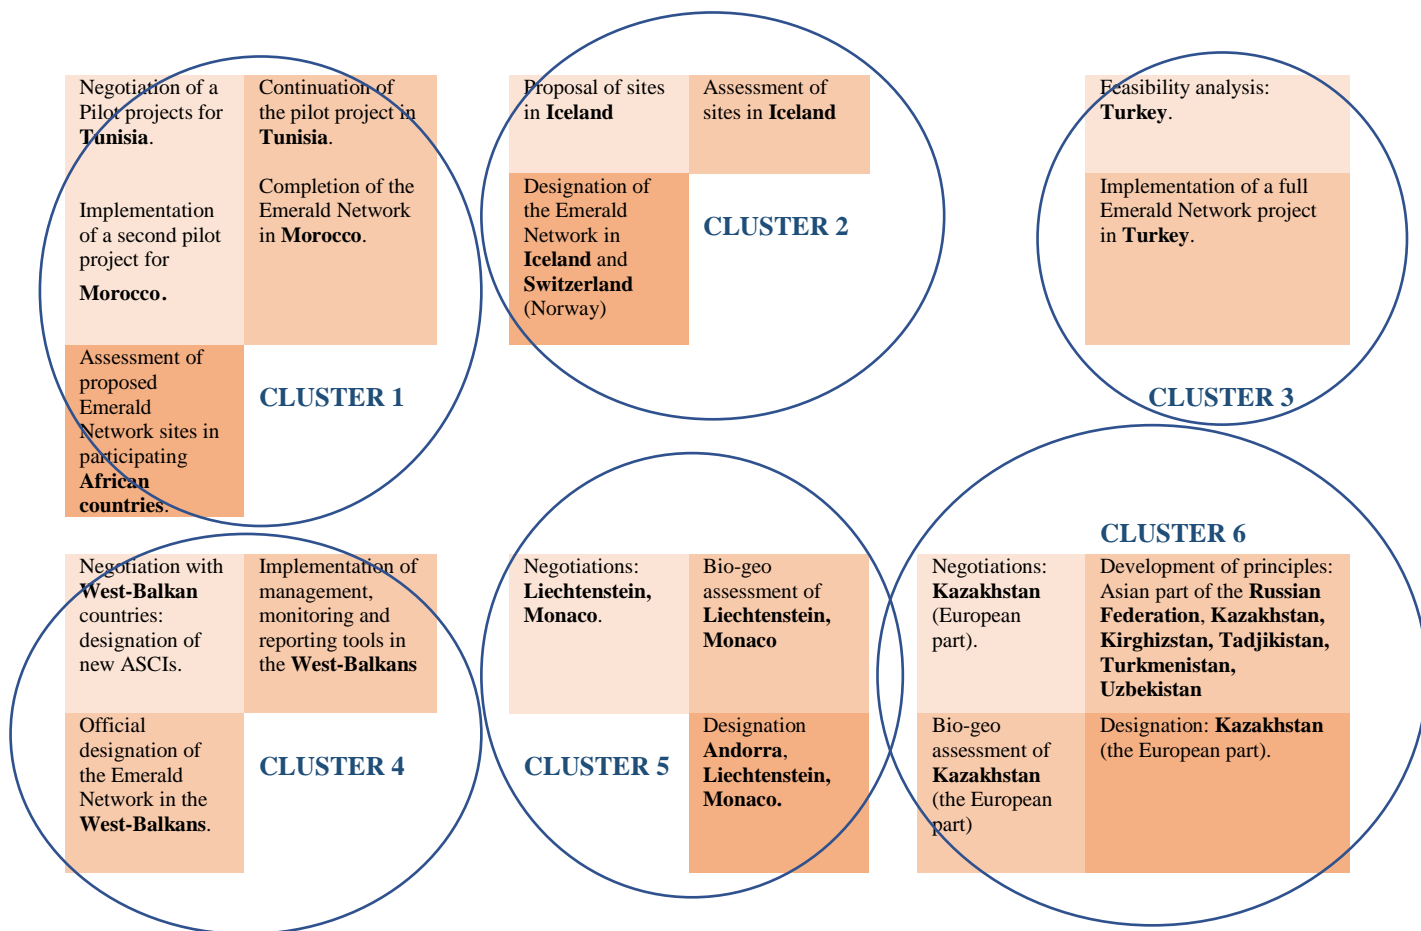 Negotiation of a
Pilot projects for
Tunisia.
Implementation
of a second pilot
project for
Morocco.
Continuation of
the pilot project in
Tunisia.
Completion of the
Emerald Network
in Morocco.
Assessment of
proposed
Emerald
Network sites in
participating
African
countries.
CLUSTER 1
Proposal of sites
in Iceland
Assessment of
sites in Iceland
Designation of
the Emerald
Network in
Iceland and
Switzerland
(Norway)
CLUSTER 2
Feasibility analysis:
Turkey.
Implementation of a full
Emerald Network project
in Turkey.
CLUSTER 3
Negotiation with
West-Balkan
countries:
designation of
new ASCIs.
Implementation of
management,
monitoring and
reporting tools in
the West-Balkans
Official
designation of
the Emerald
Network in the
West-Balkans.
CLUSTER 4
Negotiations:
Liechtenstein,
Monaco.
Bio-geo
assessment of
Liechtenstein,
Monaco
CLUSTER 5
Designation
Andorra,
Liechtenstein,
Monaco.
CLUSTER 6
Negotiations:
Kazakhstan
(European
part).
Development of principles:
Asian part of the Russian
Federation, Kazakhstan,
Kirghizstan, Tadjikistan,
Turkmenistan,
Uzbekistan
Bio-geo
assessment of
Kazakhstan
(the European
part)
Designation: Kazakhstan
(the European part).